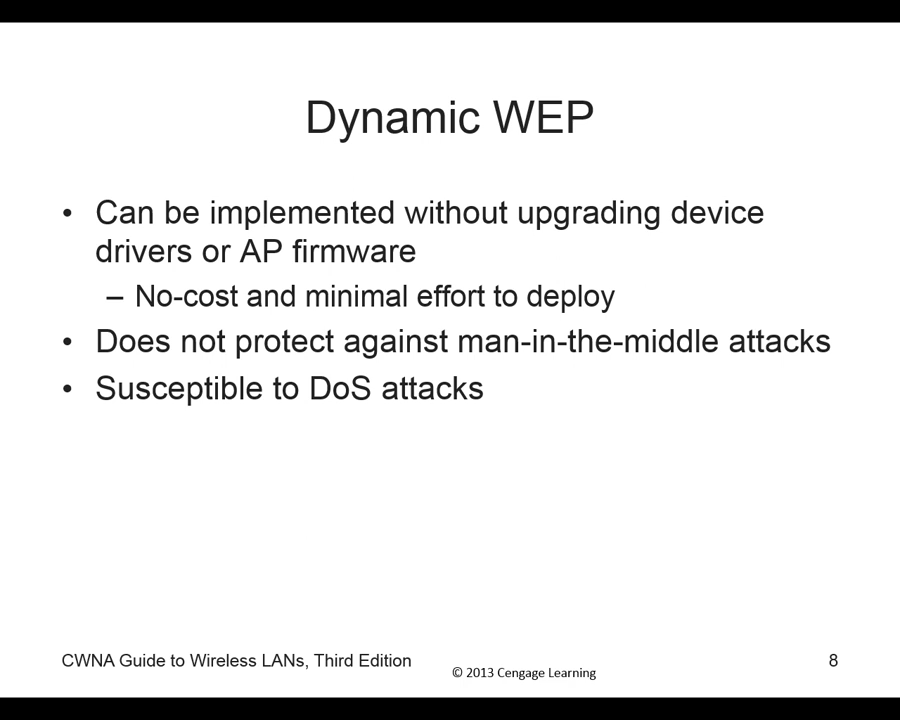 Dynamic WEP
• Can be implemented without upgrading device
drivers or AP firmware
– No-cost and minimal effort to deploy
• Does not protect against man-in-the-middle attacks
• Susceptible to DoS attacks
CWNA Guide to Wireless LANs, Third Edition
© 2013 Cengage Learning
8